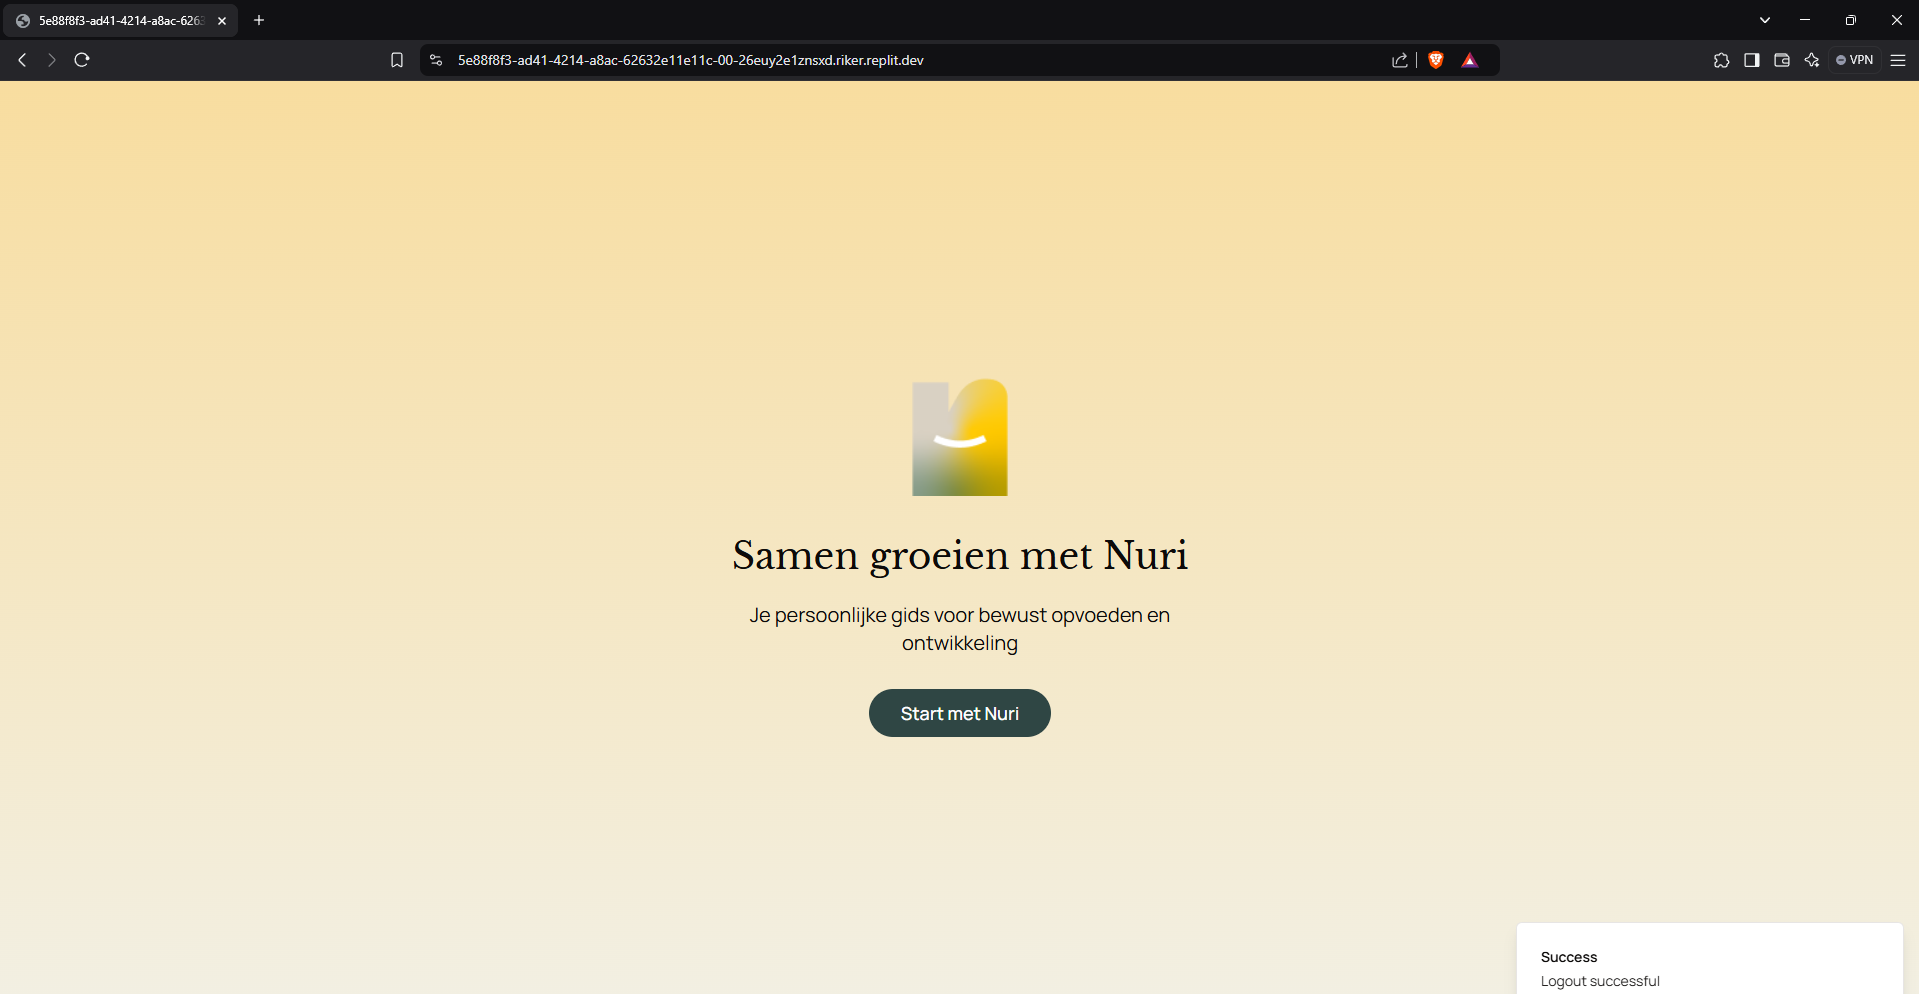 5e88f8f3-ad41-4214-a8ac-6263
5e88f8f3-ad41-4214-a8ac-62632e11e11c-00-26euy2e1znsxd.riker.replit.dev
VPN
Samen groeien met Nuri
Je persoonlijke gids voor bewust opvoeden en
ontwikkeling
Start met Nuri
Success
Logout successful